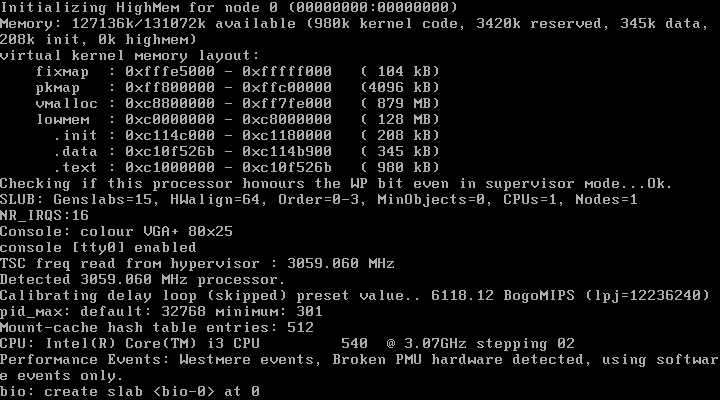 Initializing HighMem for node 0 (00000000:00000000)
Memory: 127136k/131072k available (980k kernel code, 3420k reserved, 345k data,
208k init, 0k highmem)
virtual kernel memory layout:
    fixmap  : 0xfffe5000 - 0xfffff000   ( 104 kB)
    pkmap   : 0xff800000 - 0xffc00000   (4096 kB)
    vmalloc : 0xc8800000 - 0xff7fe000   ( 879 MB)
    lowmem  : 0xc0000000 - 0xc8000000   ( 128 MB)
      .init : 0xc114c000 - 0xc1180000   ( 208 kB)
      .data : 0xc10f526b - 0xc114b900   ( 345 kB)
      .text : 0xc1000000 - 0xc10f526b   ( 980 kB)
Checking if this processor honours the WP bit even in supervisor mode...Ok.
SLUB: Genslabs=15, HWalign=64, Order=0-3, MinObjects=0, CPUs=1, Nodes=1
NR_IRQS:16
Console: colour VGA+ 80x25
console [tty0] enabled
TSC freq read from hypervisor : 3059.060 MHz
Detected 3059.060 MHz processor.
Calibrating delay loop (skipped) preset value.. 6118.12 BogoMIPS (lpj=12236240)
pid_max: default: 32768 minimum: 301
Mount-cache hash table entries: 512
CPU: Intel(R) Core(TM) i3 CPU         540  @ 3.07GHz stepping 02
Performance Events: Westmere events, Broken PMU hardware detected, using softwar
e events only.
bio: create slab <bio-0> at 0